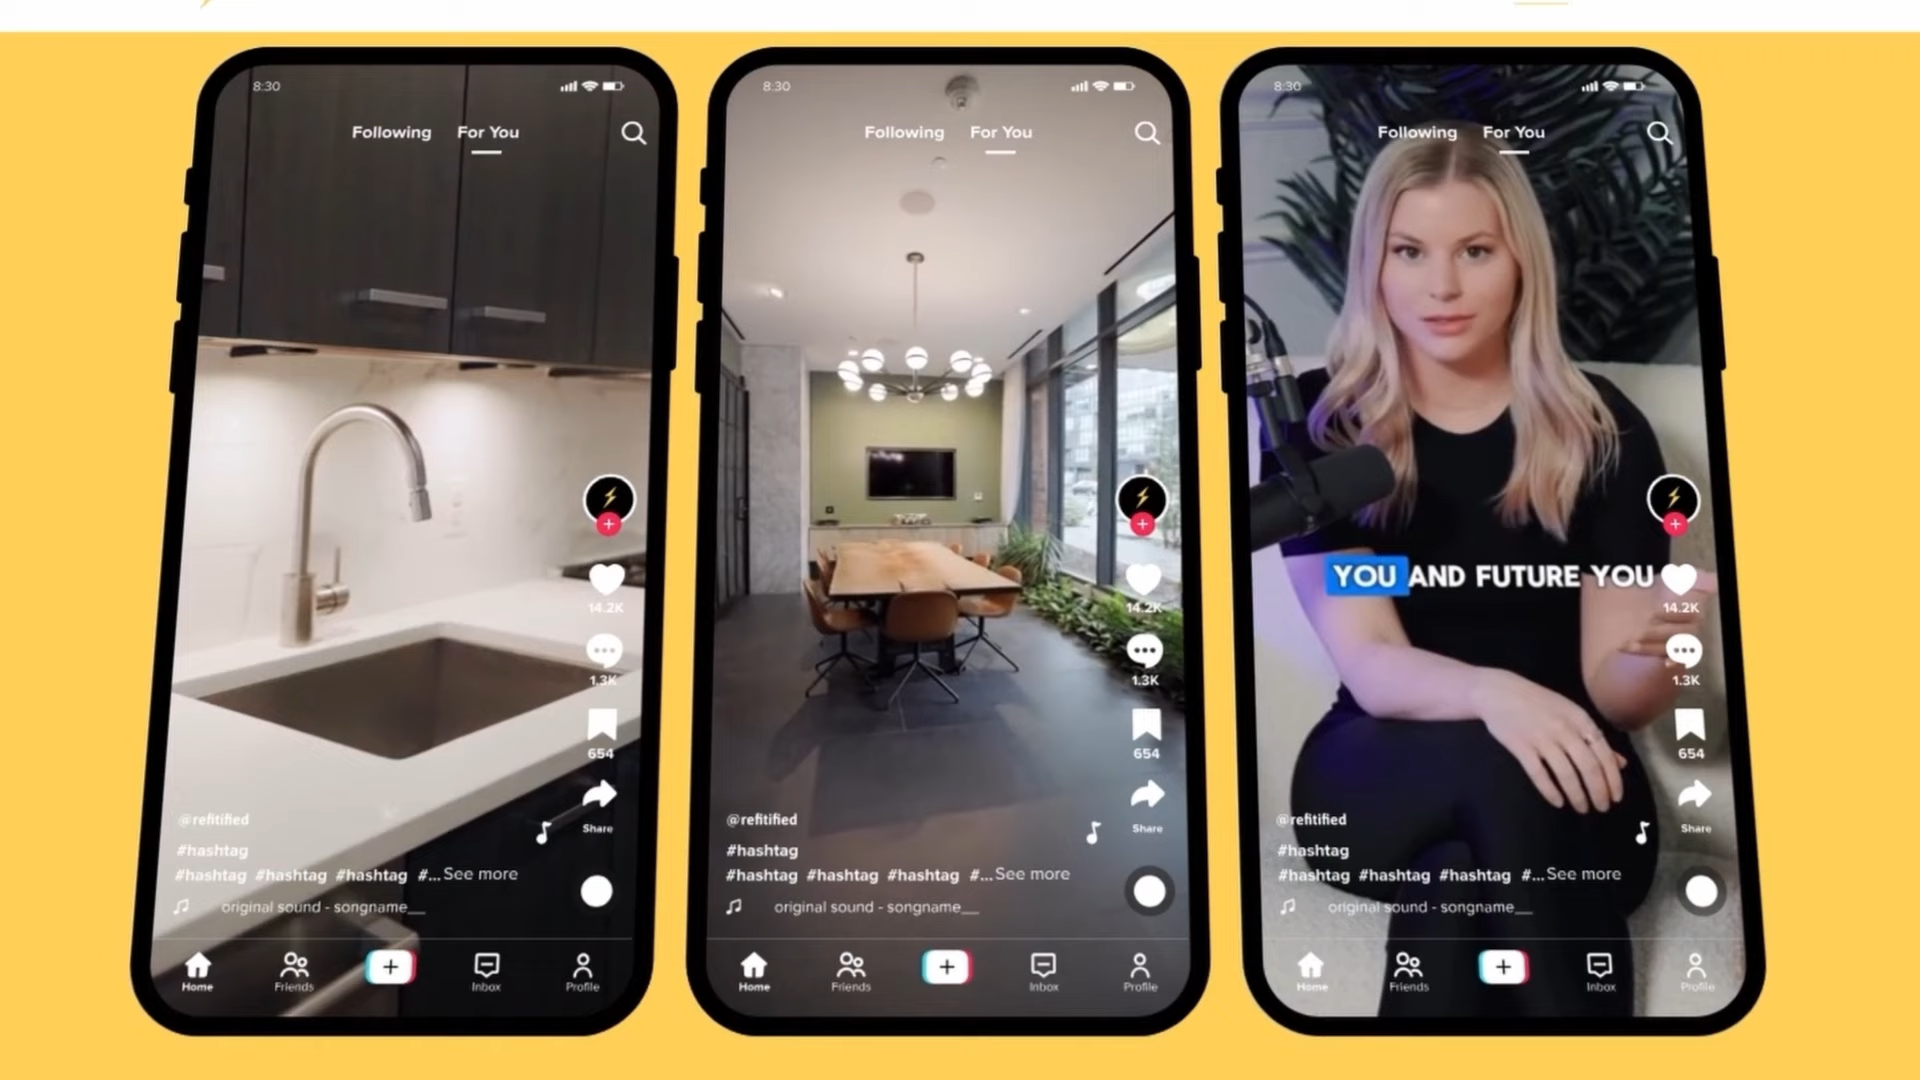 8:30
Following For You
14.2K
1.3K
654
@refitified
Share
#hashtag
#hashtag #hashtag #hashtag #... See more
original sound - songname__
Home Friends Inbox Profile
8:30
Following For You
14.2K
1.3K
654
@refitified
Share
#hashtag
#hashtag #hashtag #hashtag #... See more
original sound - songname__
Home Friends Inbox Profile
8:30
Following For You
YOU AND FUTURE YOU
14.2K
1.3K
654
@refitified
Share
#hashtag
#hashtag #hashtag #hashtag #... See more
original sound - songname__
Home Friends Inbox Profile